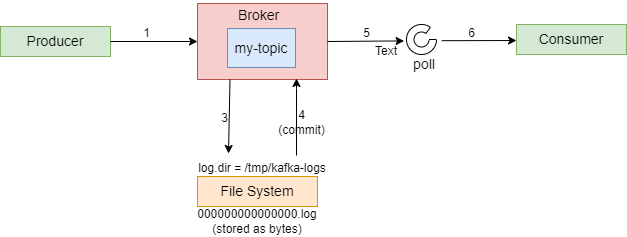 Broker
Producer
1
my-topic
5
Text
poll
6
Consumer
3
4
(commit)
log.dir = /tmp/kafka-logs
File System
000000000000000.log
(stored as bytes)